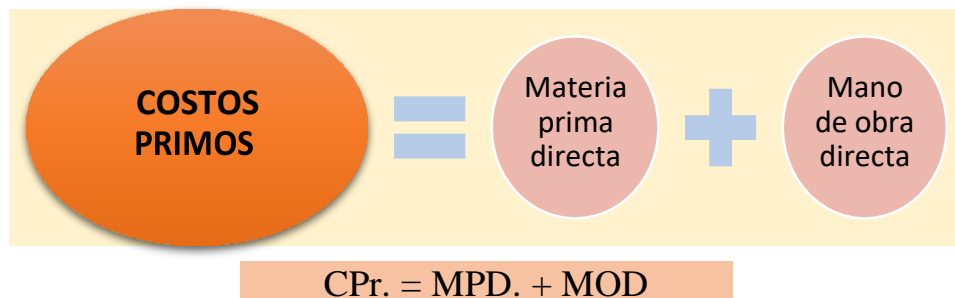 COSTOS
PRIMOS
=
Materia
prima
directa
+
Mano
de obra
directa
CPr. = MPD. + MOD